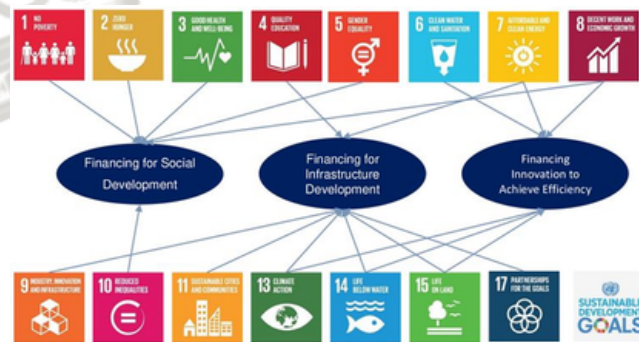 1 NO
POVERTY
2 ZERO
HUNGER
3 GOOD HEALTH
AND WELL-BEING
4 QUALITY
EDUCATION
5 GENDER
EQUALITY
6 CLEAN WATER
AND SANITATION
7 AFFORDABLE AND
CLEAN ENERGY
8 DECENT WORK AND
ECONOMIC GROWTH
Financing for Social
Development
Financing for
Infrastructure
Development
Financing
Innovation to
Achieve Efficiency
9 INDUSTRY, INNOVATION
AND INFRASTRUCTURE
10 REDUCED
INEQUALITIES
11 SUSTAINABLE CITIES
AND COMMUNITIES
13 CLIMATE
ACTION
14 LIFE
BELOW WATER
15 LIFE
ON LAND
17 PARTNERSHIPS
FOR THE GOALS
SUSTAINABLE
DEVELOPMENT
GOALS